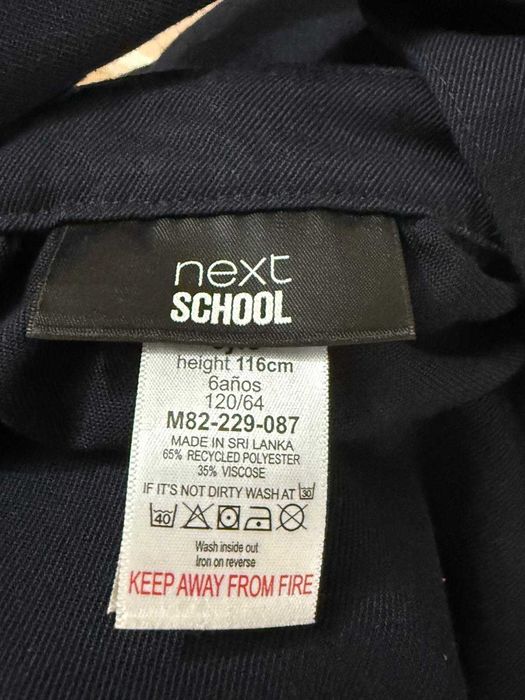 next
SCHOOL
height 116cm
6años
120/64
M82-229-087
MADE IN SRI LANKA
65% RECYCLED POLYESTER
35% VISCOSE
IF IT'S NOT DIRTY WASH AT 30
40
Wash inside out
Iron on reverse
KEEP AWAY FROM FIRE